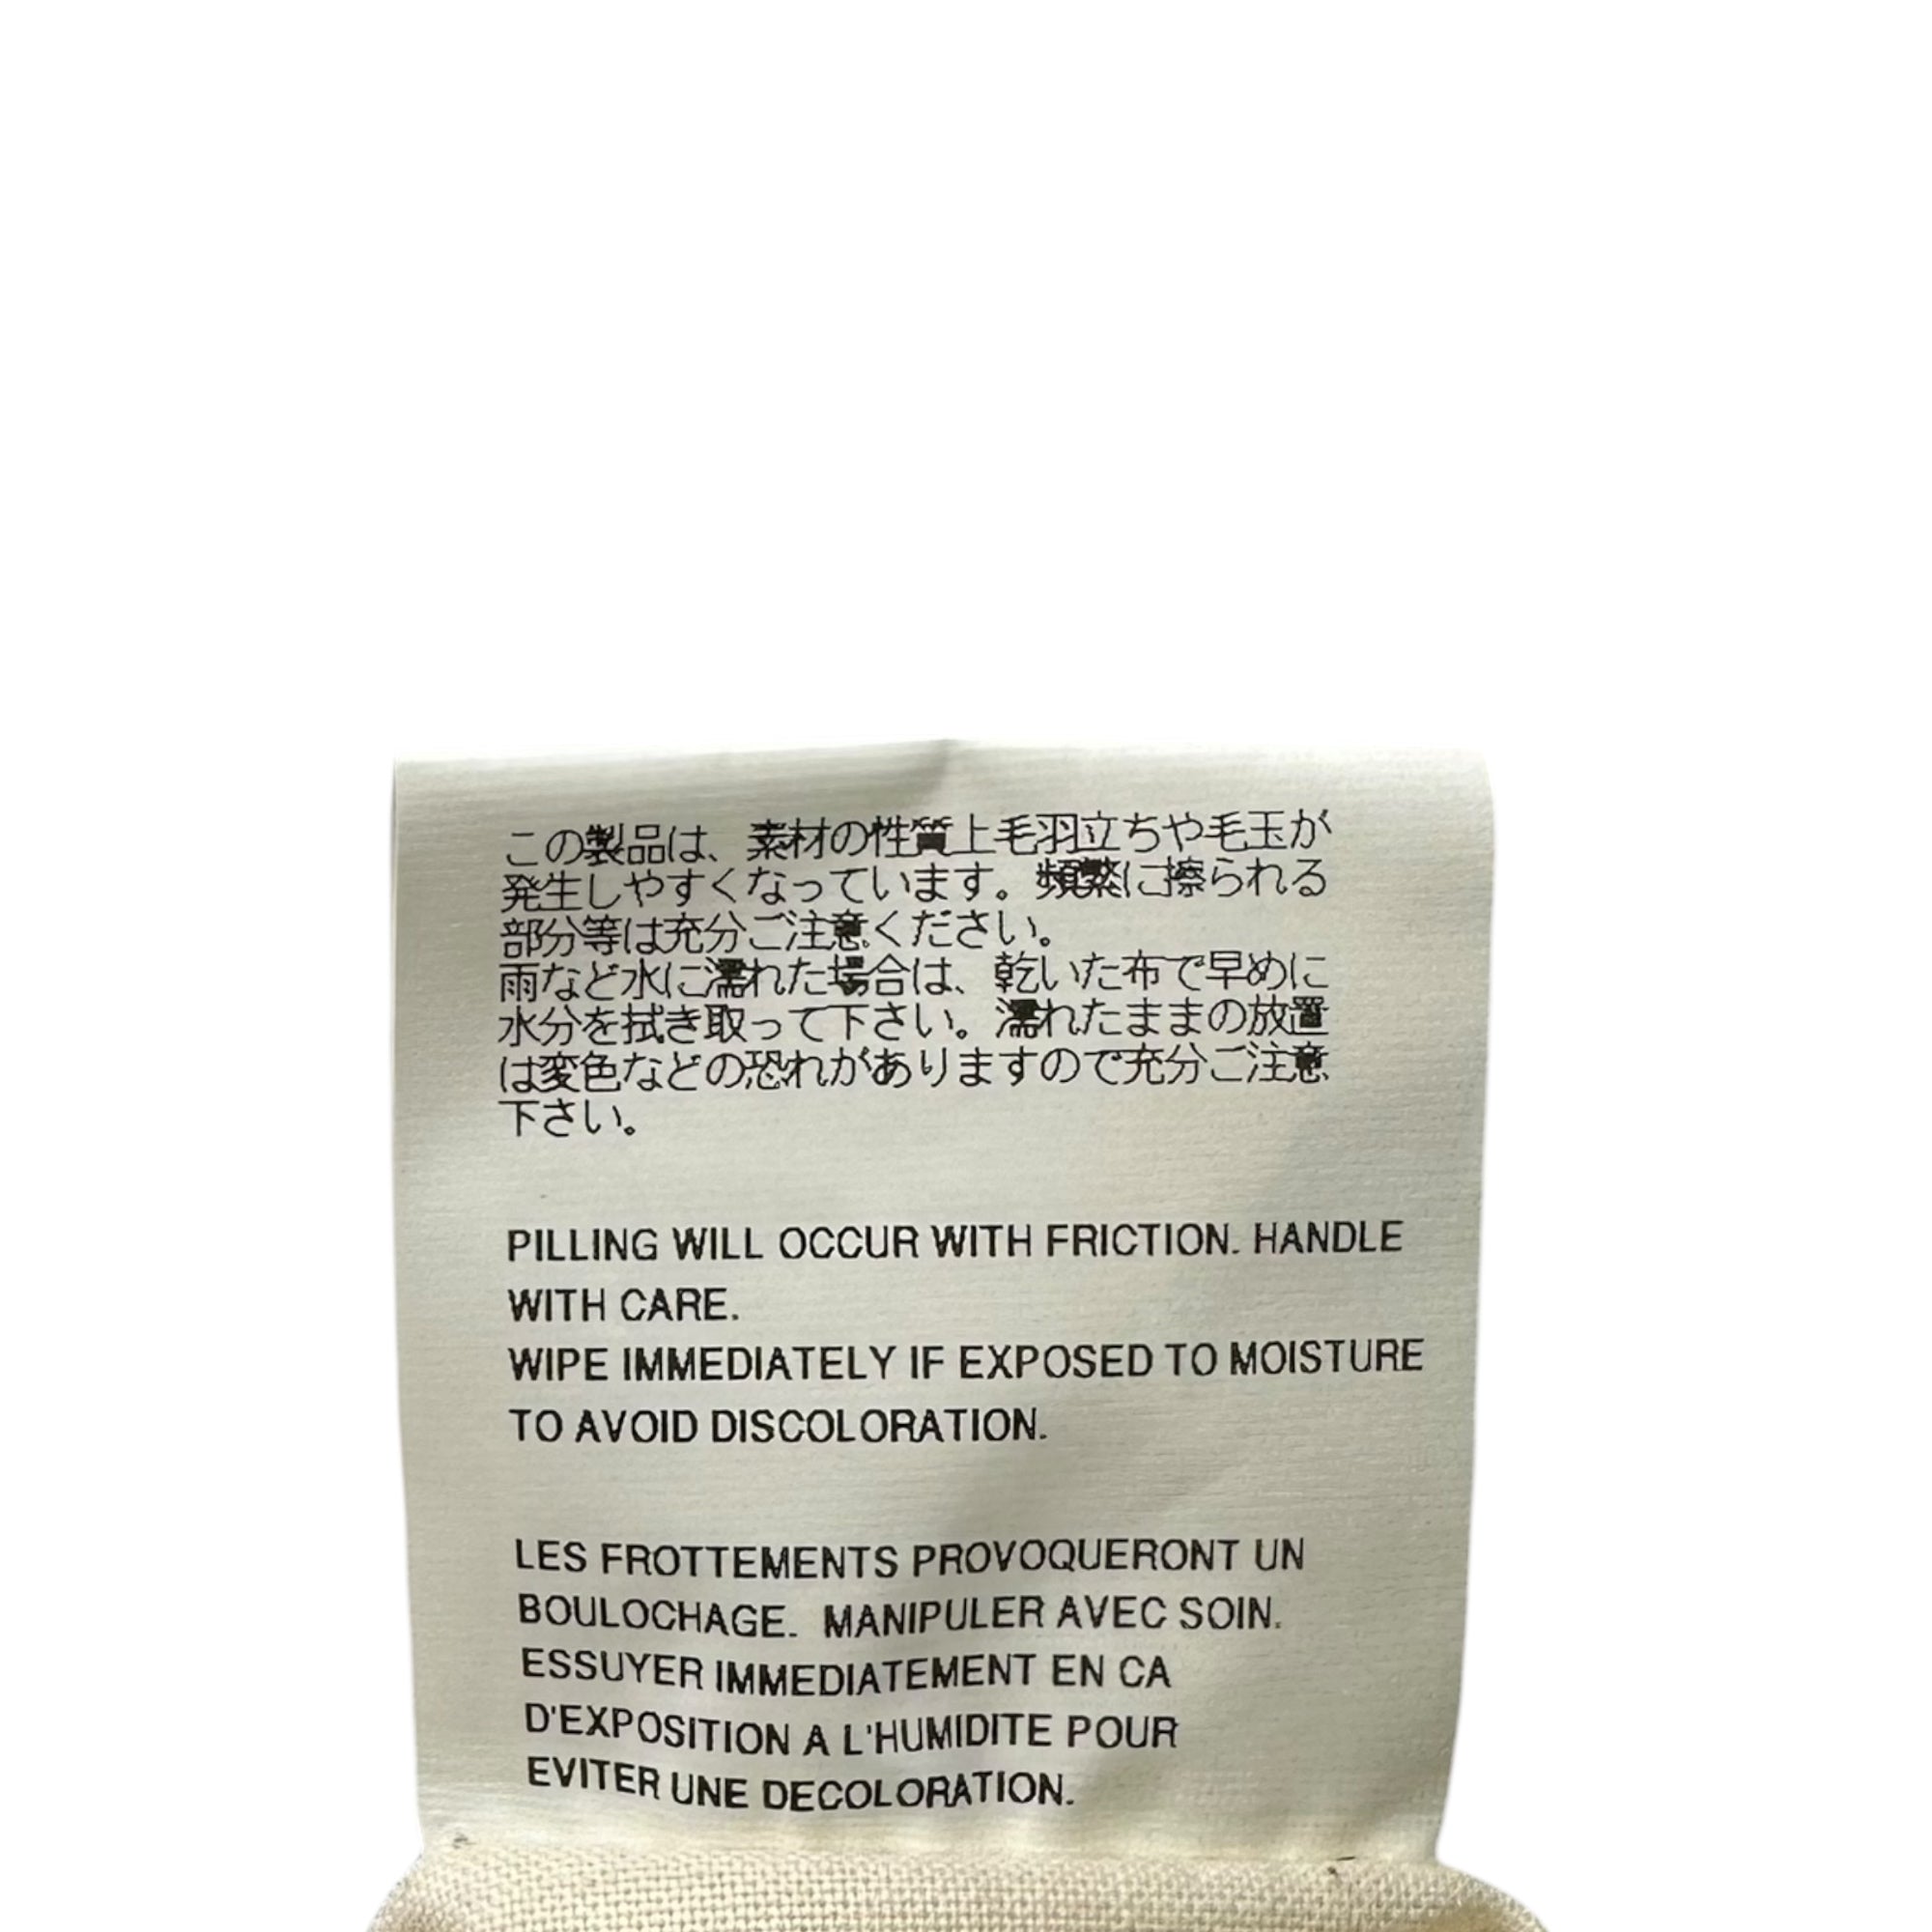 この製品は、素材の性質上毛羽立ちや毛玉が
発生しやすくなっています。頻繁に擦られる
部分等は充分ご注意ください。
雨など水に濡れた場合は、乾いた布で早めに
水分を拭き取って下さい。濡れたままの放置
は変色などの恐れがありますので充分ご注意
下さい。
PILLING WILL OCCUR WITH FRICTION. HANDLE
WITH CARE.
WIPE IMMEDIATELY IF EXPOSED TO MOISTURE
TO AVOID DISCOLORATION.
LES FROTTEMENTS PROVOQUERONT UN
BOULOCHAGE. MANIPULER AVEC SOIN.
ESSUYER IMMEDIATEMENT EN CA
D'EXPOSITION A L'HUMIDITE POUR
EVITER UNE DECOLORATION.